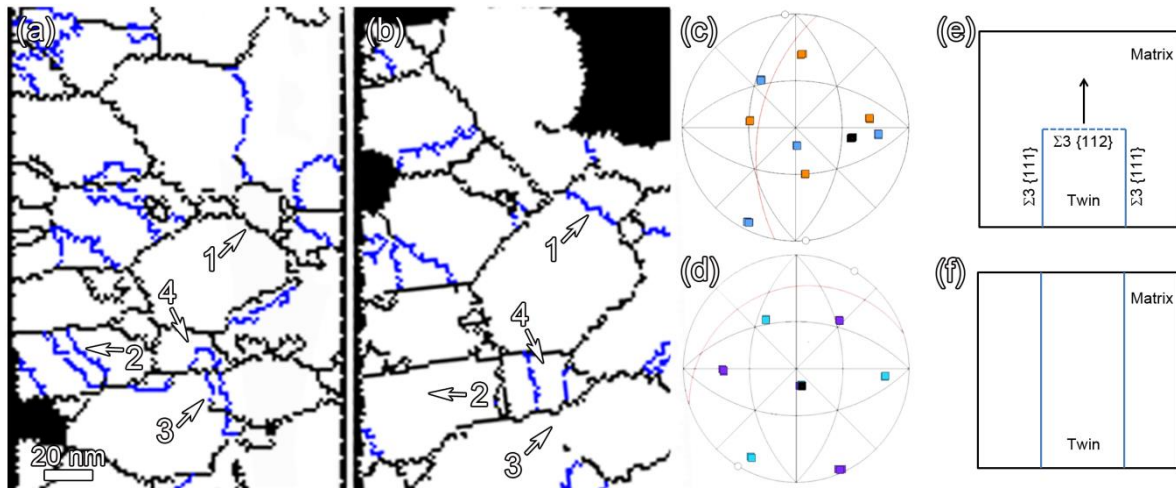 (a)
1
4
2
3
20 nm
(b)
1
4
2
3
(c)
(d)
(e)
Matrix
Σ3 {112}
Σ3 {111}
Σ3 {111}
Twin
(f)
Matrix
Twin